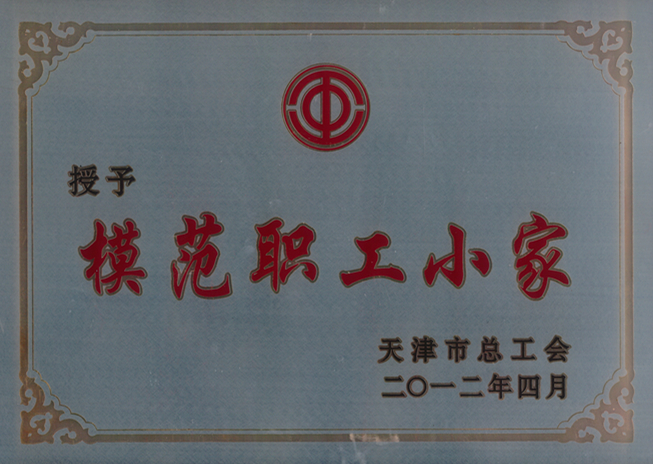 授予
模范职工小家
天津市总工会
二〇一二年四月